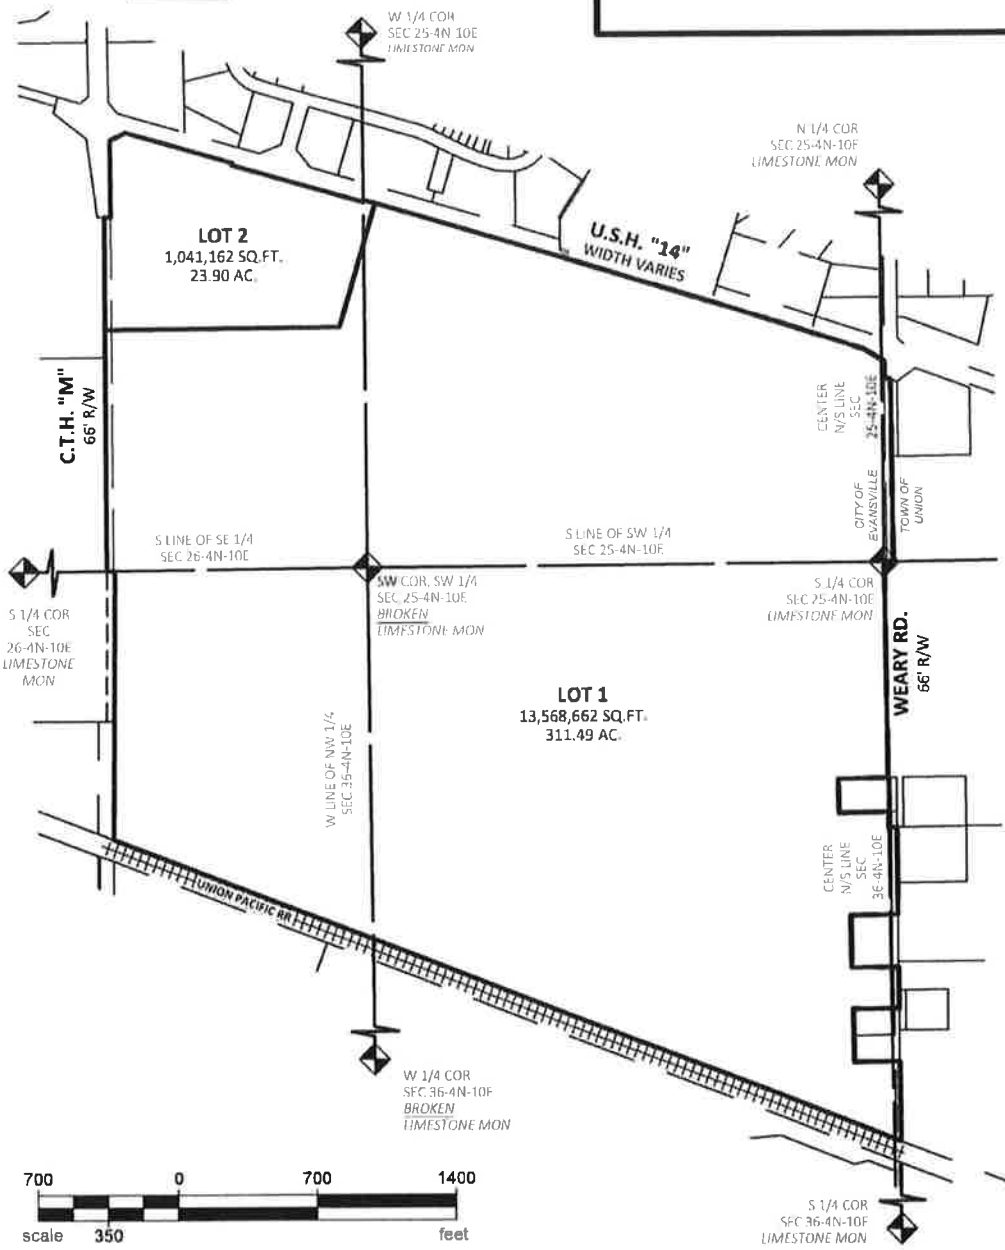 W 1/4 COR
SEC 25-4N-10E
LIMESTONE MON
N 1/4 COR
SEC 25-4N-10E
LIMESTONE MON
U.S.H. "14"
WIDTH VARIES
LOT 2
1,041,162 SQ.FT.
23.90 AC.
C.T.H. "M"
66' R/W
CENTER
N/S LINE
SEC
25-4N-10E
CITY OF
EVANSVILLE
TOWN OF
UNION
S LINE OF SE 1/4
SEC 26-4N-10E
S LINE OF SW 1/4
SEC 25-4N-10E
S 1/4 COR
SEC
26-4N-10E
LIMESTONE
MON
SW COR, SW 1/4
SEC 25-4N-10E
BROKEN
LIMESTONE MON
S 1/4 COR
SEC 25-4N-10E
LIMESTONE MON
WEARY RD.
66' R/W
LOT 1
13,568,662 SQ.FT.
311.49 AC.
W LINE OF NW 1/4
SEC 36-4N-10E
CENTER
N/S LINE
SEC
36-4N-10E
UNION PACIFIC RR
W 1/4 COR
SEC 36-4N-10E
BROKEN
LIMESTONE MON
700 0 700 1400
scale 350 feet
S 1/4 COR
SEC 36-4N-10E
LIMESTONE MON